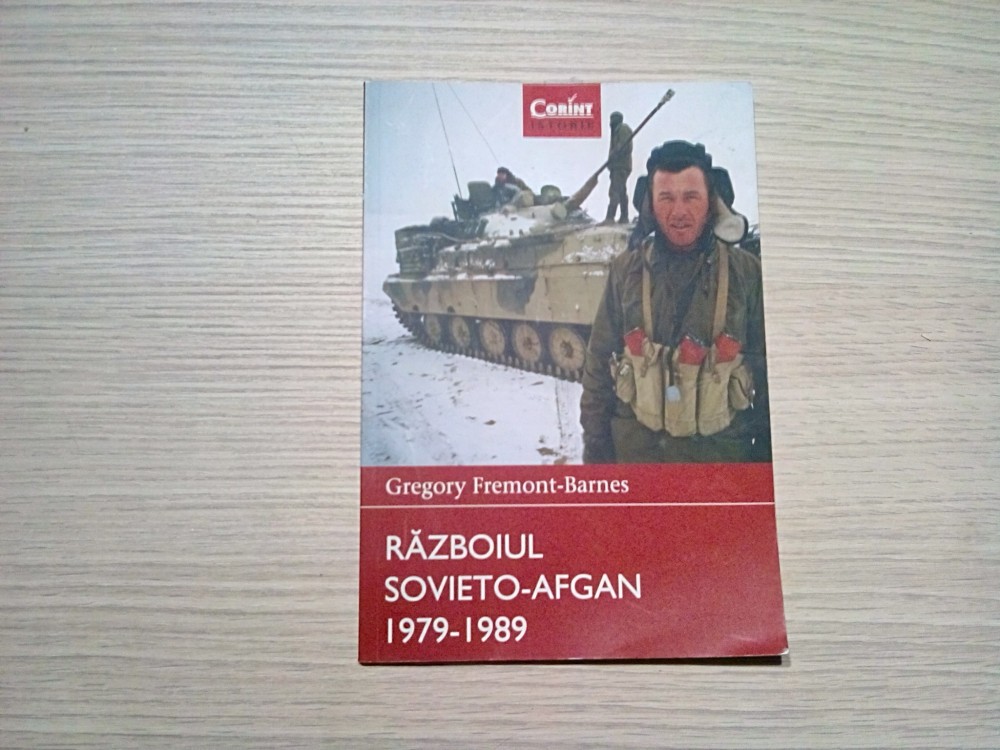 CORINT
ISTORIE
Gregory Fremont-Barnes
RĂZBOIUL
SOVIETO-AFGAN
1979-1989